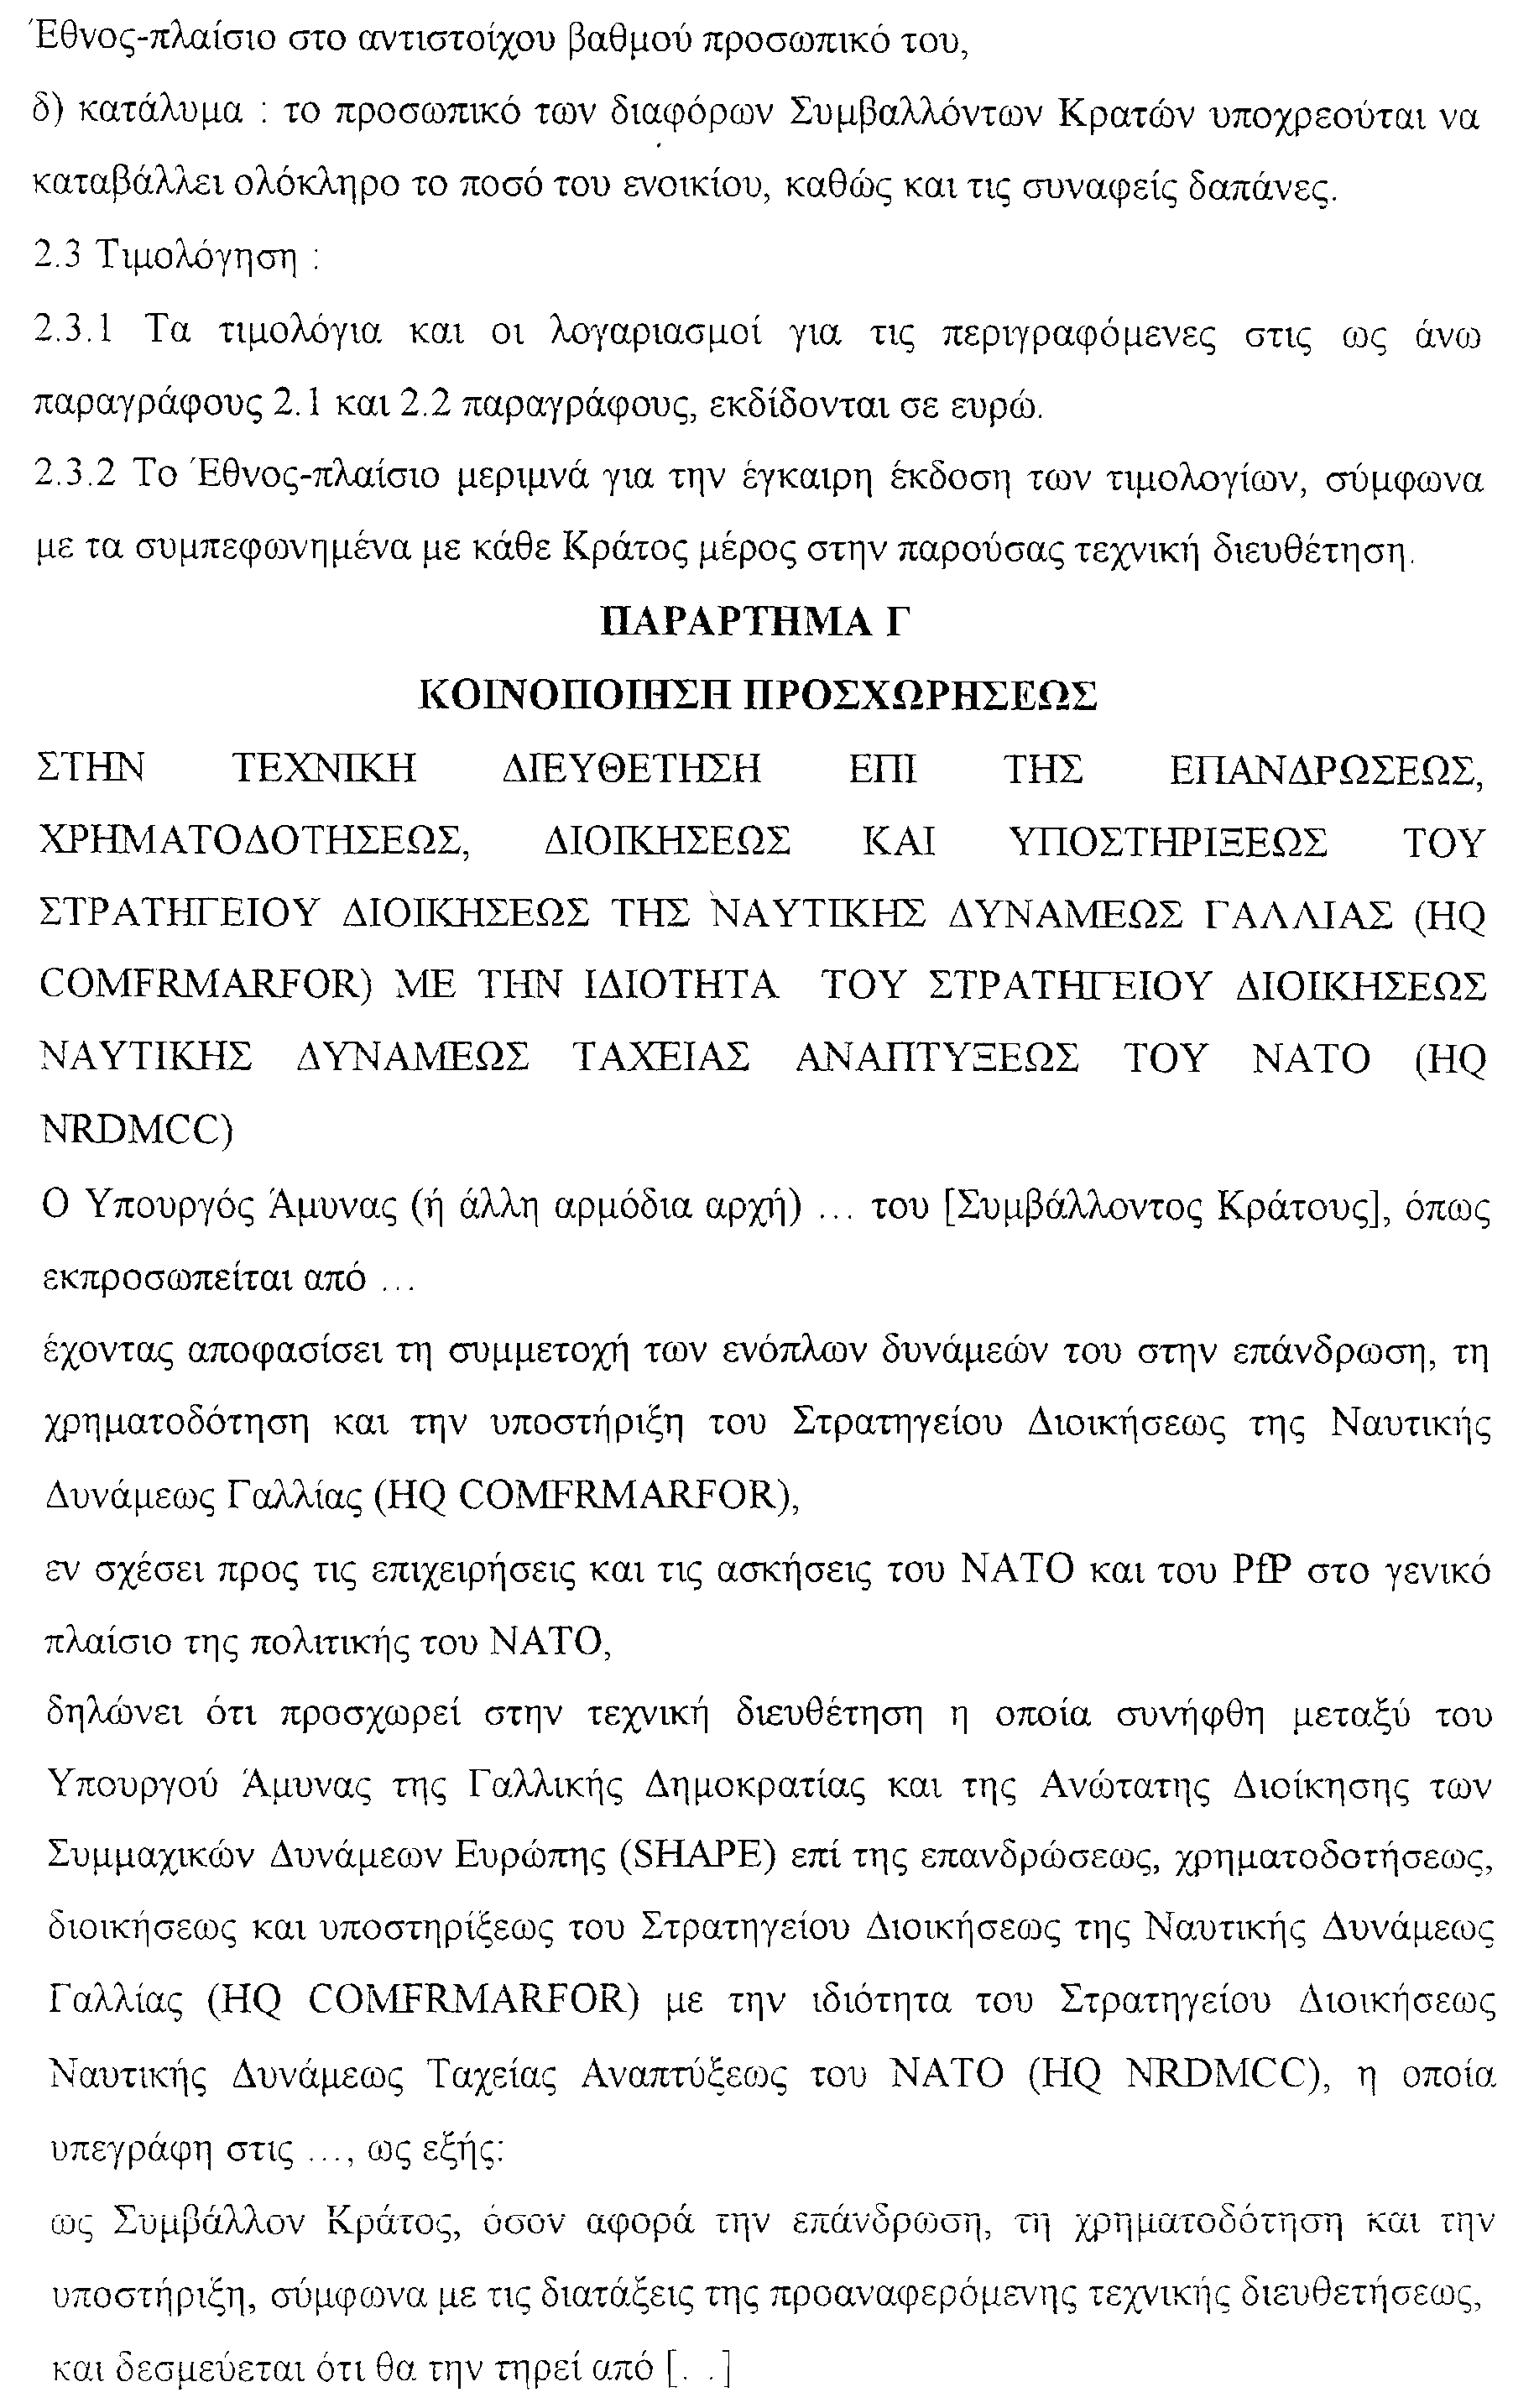 Έθνος-πλαίσιο στο αντιστοίχου βαθμού προσωπικό του,
δ) κατάλυμα : το προσωπικό των διαφόρων Συμβαλλόντων Κρατών υποχρεούται να
καταβάλλει ολόκληρο το ποσό του ενοικίου, καθώς και τις συναφείς δαπάνες.
2.3 Τιμολόγηση :
2.3.1 Τα τιμολόγια και οι λογαριασμοί για τις περιγραφόμενες στις ως άνω
παραγράφους 2.1 και 2.2 παραγράφους, εκδίδονται σε ευρώ.
2.3.2 Το Έθνος-πλαίσιο μεριμνά για την έγκαιρη έκδοση των τιμολογίων, σύμφωνα
με τα συμπεφωνημένα με κάθε Κράτος μέρος στην παρούσας τεχνική διευθέτηση.
ΠΑΡΑΡΤΗΜΑ Γ
ΚΟΙΝΟΠΟΙΗΣΗ ΠΡΟΣΧΩΡΗΣΕΩΣ
ΣΤΗΝ ΤΕΧΝΙΚΗ ΔΙΕΥΘΕΤΗΣΗ ΕΠΙ ΤΗΣ ΕΠΑΝΔΡΩΣΕΩΣ,
ΧΡΗΜΑΤΟΔΟΤΗΣΕΩΣ, ΔΙΟΙΚΗΣΕΩΣ ΚΑΙ ΥΠΟΣΤΗΡΙΞΕΩΣ ΤΟΥ
ΣΤΡΑΤΗΓΕΙΟΥ ΔΙΟΙΚΗΣΕΩΣ ΤΗΣ ΝΑΥΤΙΚΗΣ ΔΥΝΑΜΕΩΣ ΓΑΛΛΙΑΣ (HQ
COMFRMARFOR) ΜΕ ΤΗΝ ΙΔΙΟΤΗΤΑ ΤΟΥ ΣΤΡΑΤΗΓΕΙΟΥ ΔΙΟΙΚΗΣΕΩΣ
ΝΑΥΤΙΚΗΣ ΔΥΝΑΜΕΩΣ ΤΑΧΕΙΑΣ ΑΝΑΠΤΥΞΕΩΣ ΤΟΥ ΝΑΤΟ (HQ
NRDMCC)
Ο Υπουργός Άμυνας (ή άλλη αρμόδια αρχή) ... του [Συμβάλλοντος Κράτους], όπως
εκπροσωπείται από ...
έχοντας αποφασίσει τη συμμετοχή των ενόπλων δυνάμεών του στην επάνδρωση, τη
χρηματοδότηση και την υποστήριξη του Στρατηγείου Διοικήσεως της Ναυτικής
Δυνάμεως Γαλλίας (HQ COMFRMARFOR),
εν σχέσει προς τις επιχειρήσεις και τις ασκήσεις του ΝΑΤΟ και του PfP στο γενικό
πλαίσιο της πολιτικής του ΝΑΤΟ,
δηλώνει ότι προσχωρεί στην τεχνική διευθέτηση η οποία συνήφθη μεταξύ του
Υπουργού Άμυνας της Γαλλικής Δημοκρατίας και της Ανώτατης Διοίκησης των
Συμμαχικών Δυνάμεων Ευρώπης (SHAPE) επί της επανδρώσεως, χρηματοδοτήσεως,
διοικήσεως και υποστηρίξεως του Στρατηγείου Διοικήσεως της Ναυτικής Δυνάμεως
Γαλλίας (HQ COMFRMARFOR) με την ιδιότητα του Στρατηγείου Διοικήσεως
Ναυτικής Δυνάμεως Ταχείας Αναπτύξεως του ΝΑΤΟ (HQ NRDMCC), η οποία
υπεγράφη στις ..., ως εξής:
ως Συμβάλλον Κράτος, όσον αφορά την επάνδρωση, τη χρηματοδότηση και την
υποστήριξη, σύμφωνα με τις διατάξεις της προαναφερόμενης τεχνικής διευθετήσεως,
και δεσμεύεται ότι θα την τηρεί από [. .]